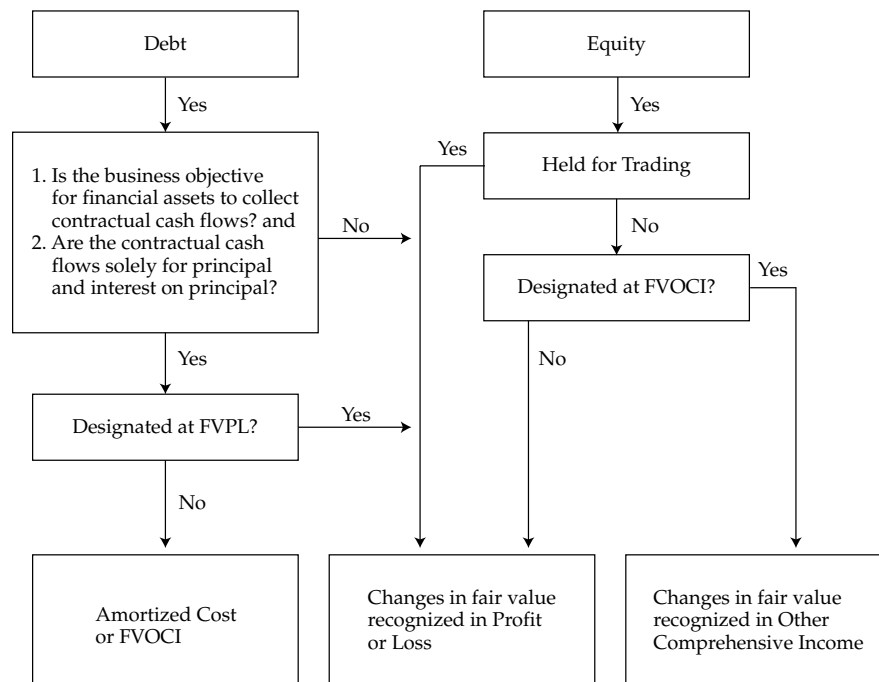 Debt
Equity
Yes
Yes
1. Is the business objective
for financial assets to collect
contractual cash flows? and
2. Are the contractual cash
flows solely for principal
and interest on principal?
No
Yes
Held for Trading
No
Designated at FVOCI?
Yes
Yes
No
Designated at FVPL?
Yes
No
Amortized Cost
or FVOCI
Changes in fair value
recognized in Profit
or Loss
Changes in fair value
recognized in Other
Comprehensive Income